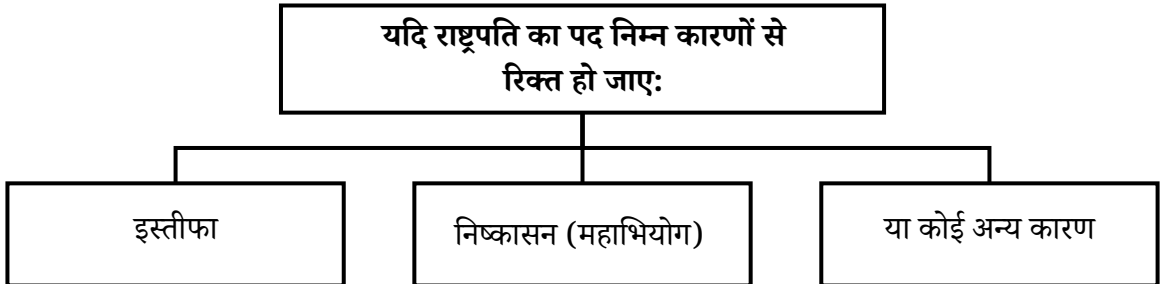 यदि राष्ट्रपति का पद निम्न कारणों से
रिक्त हो जाए:
इस्तीफा
निष्कासन (महाभियोग)
या कोई अन्य कारण